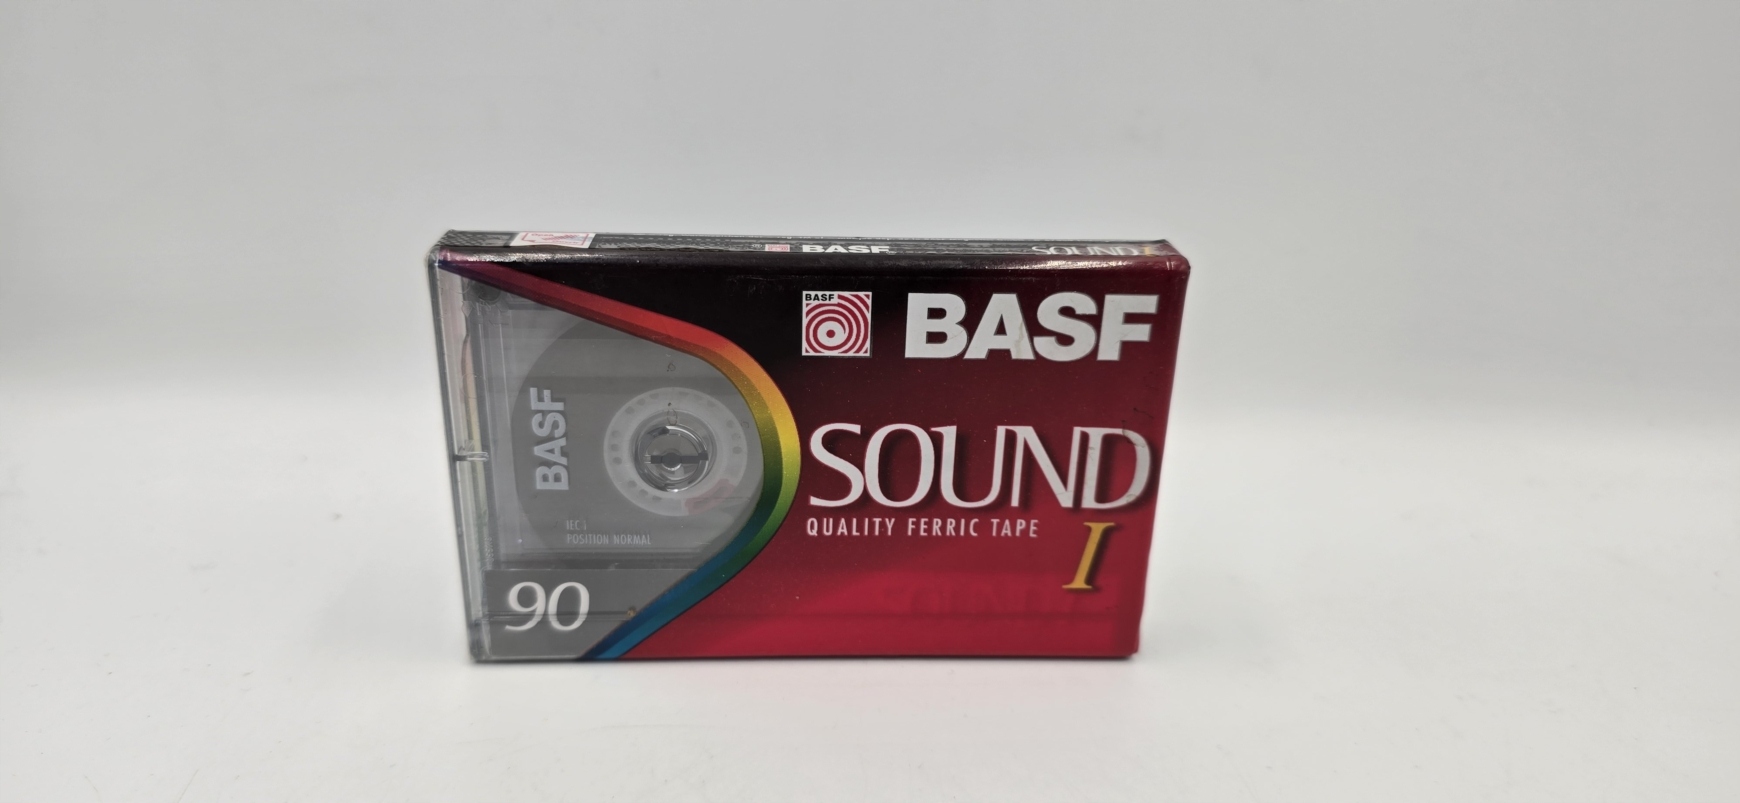 BASF
SOUND I
BASF
BASF
SOUND
QUALITY FERRIC TAPE
I
BASF
IEC I
POSITION NORMAL
90